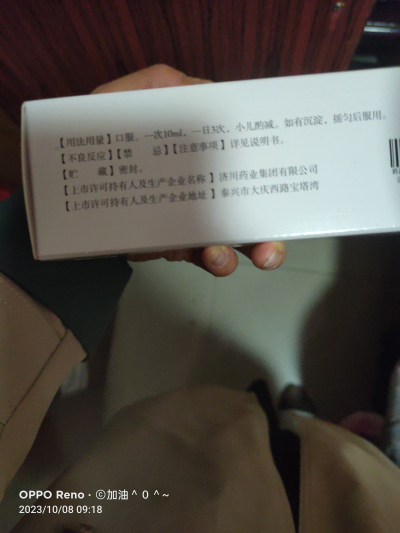 【用法用量】口服。一次10ml，一日3次，小儿酌减。如有沉淀，摇匀后服用。
【不良反应】【禁 忌】【注意事项】详见说明书。
【贮 藏】密封。
【上市许可持有人及生产企业名称】济川药业集团有限公司
【上市许可持有人及生产企业地址】泰兴市大庆西路宝塔湾
OPPO Reno · ©加油＾０＾~
2023/10/08 09:18